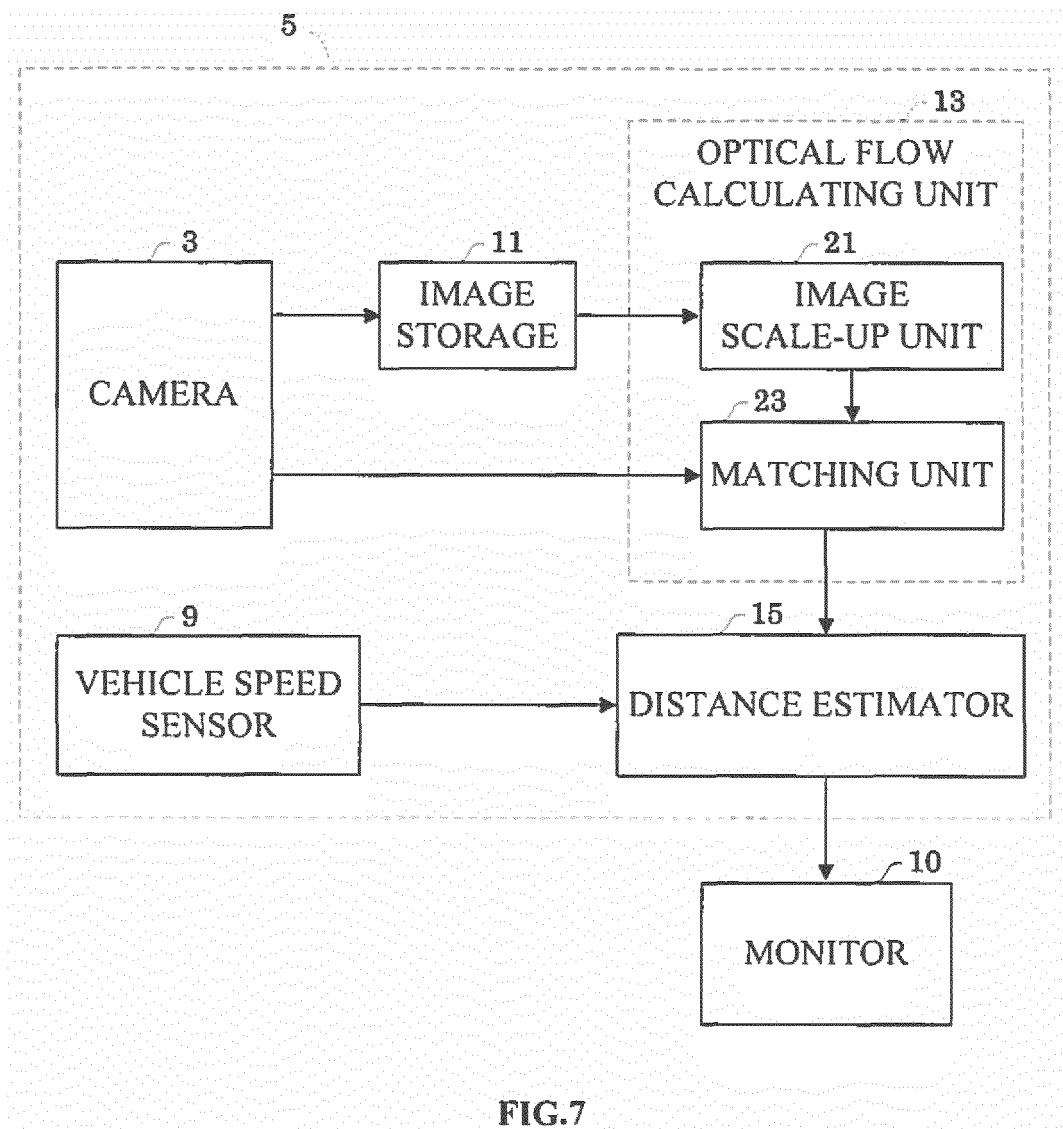 5
13
OPTICAL FLOW
CALCULATING UNIT
3
CAMERA
11
IMAGE
STORAGE
21
IMAGE
SCALE-UP UNIT
23
MATCHING UNIT
9
VEHICLE SPEED
SENSOR
15
DISTANCE ESTIMATOR
10
MONITOR
FIG.7